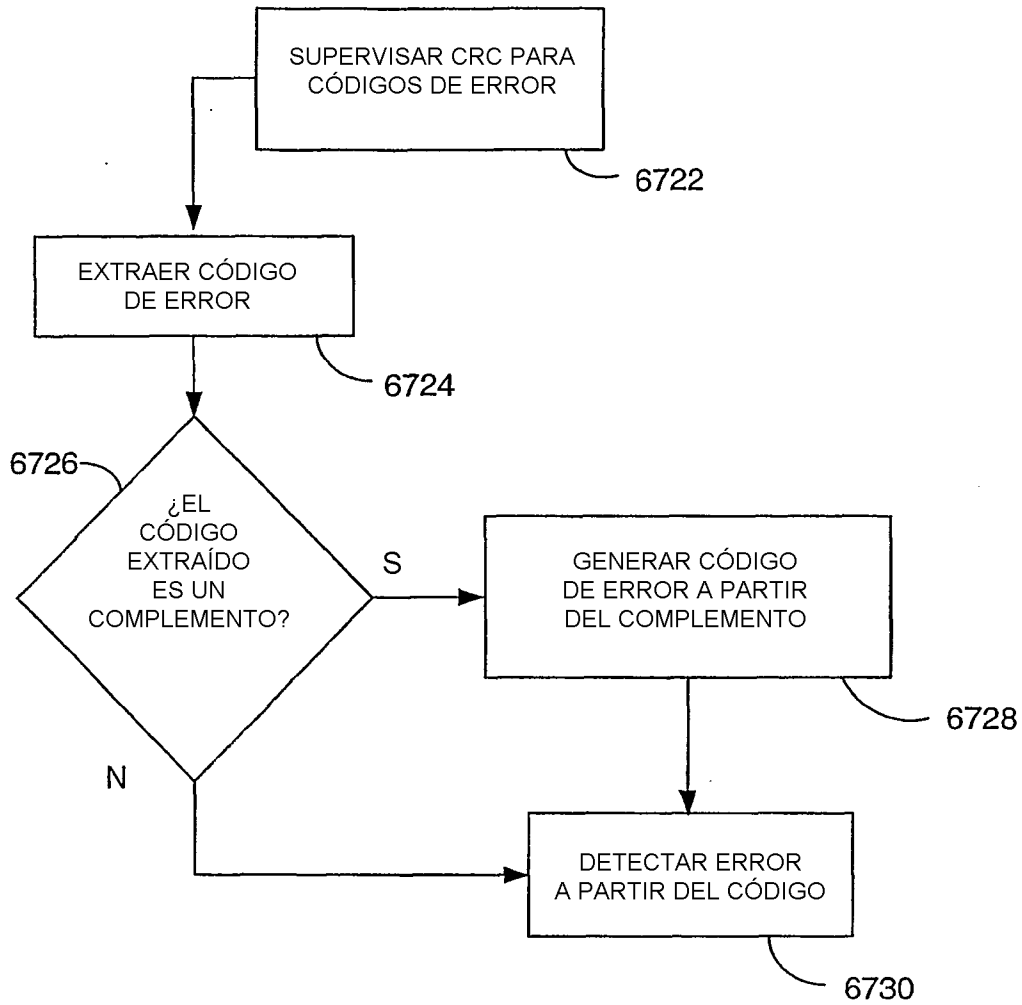 SUPERVISAR CRC PARA
CÓDIGOS DE ERROR
6722
EXTRAER CÓDIGO
DE ERROR
6724
6726
¿EL
CÓDIGO
EXTRAÍDO
ES UN
COMPLEMENTO?
S
GENERAR CÓDIGO
DE ERROR A PARTIR
DEL COMPLEMENTO
6728
N
DETECTAR ERROR
A PARTIR DEL CÓDIGO
6730